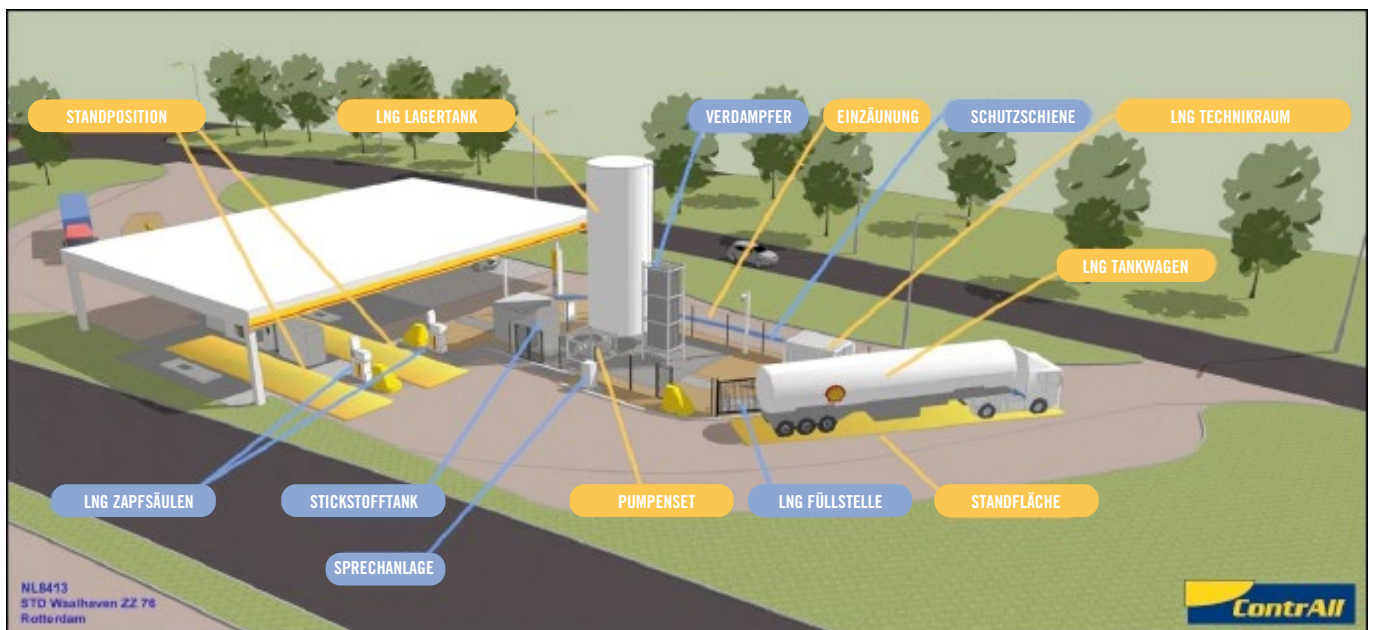 STANDPOSITION
LNG LAGERTANK
VERDAMPFER
EINZÄUNUNG
SCHUTZSCHIENE
LNG TECHNIKRAUM
LNG TANKWAGEN
LNG ZAPFSÄULEN
STICKSTOFFTANK
PUMPENSET
LNG FÜLLSTELLE
STANDFLÄCHE
SPRECHANLAGE
NL8413
STD Waalhaven ZZ 76
Rotterdam
ContrAll